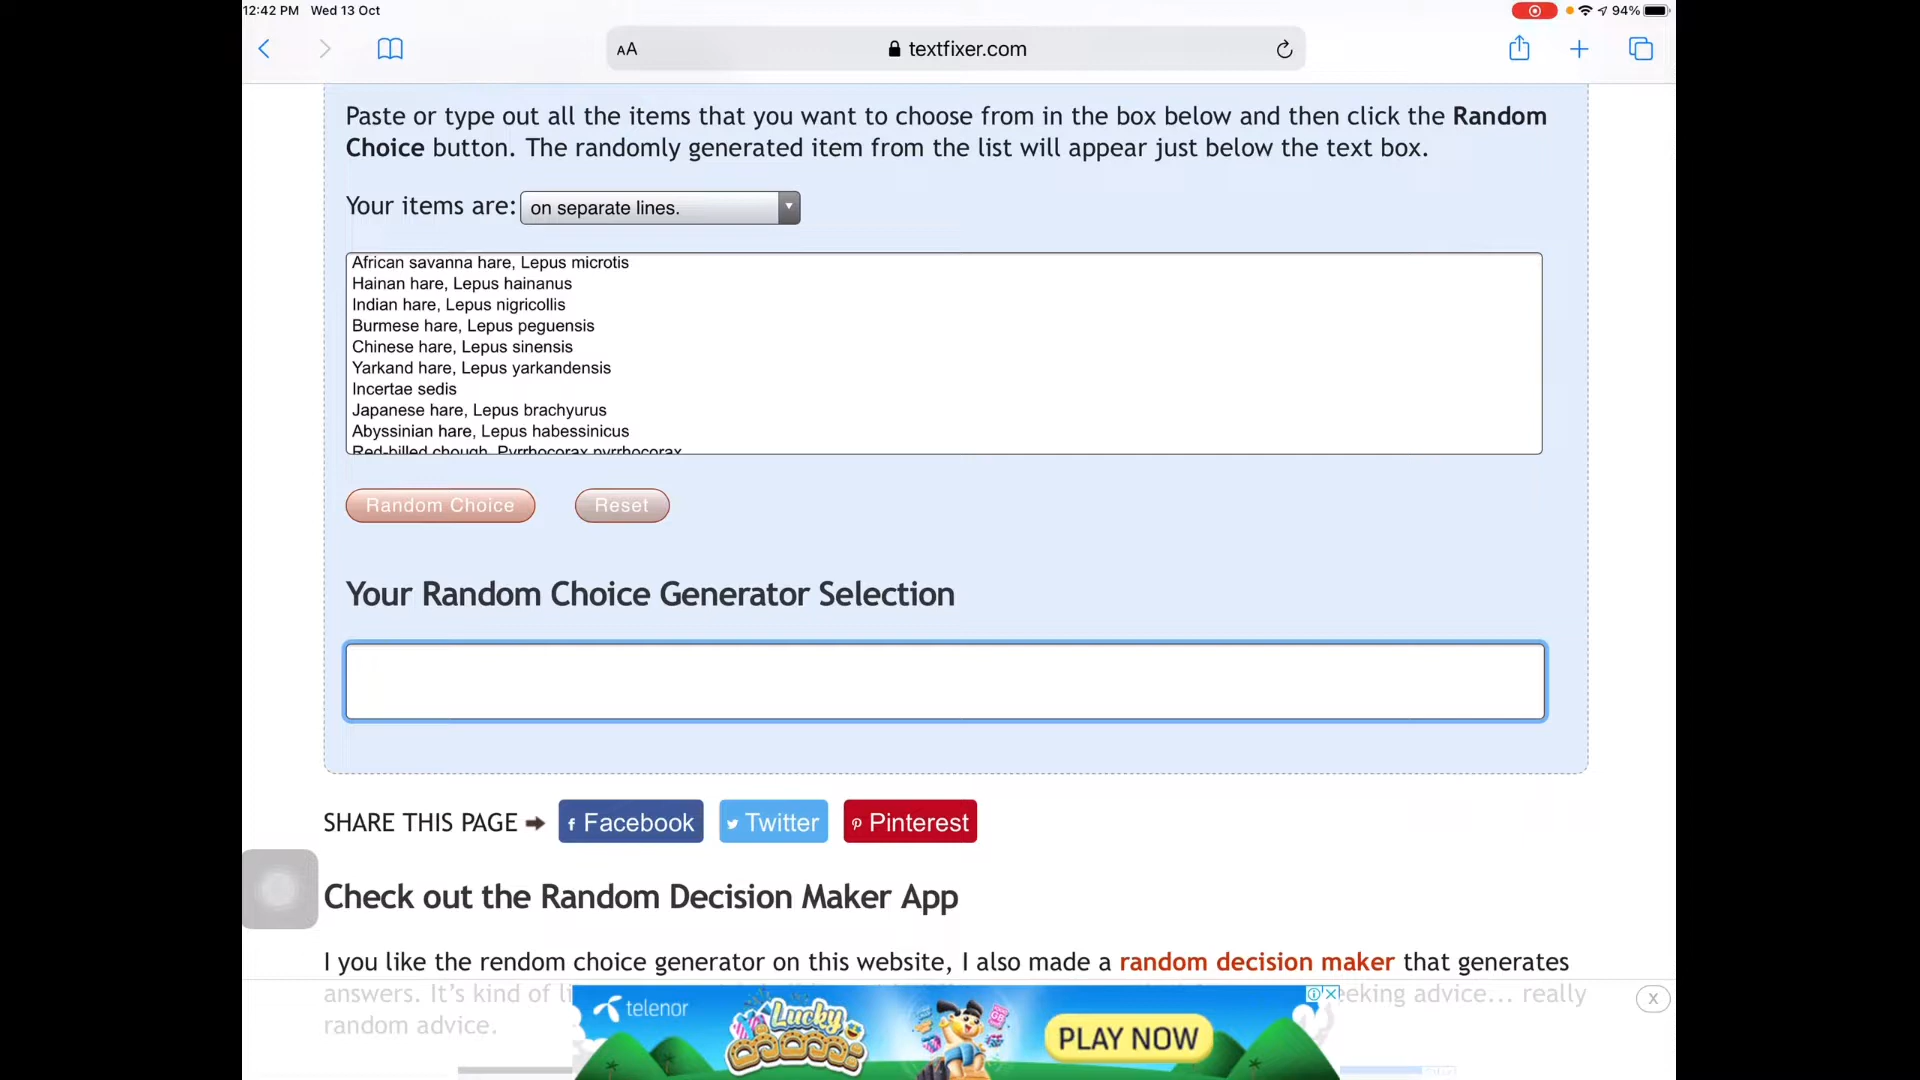 12:42 PM Wed 13 Oct
94%
AA
textfixer.com
Paste or type out all the items that you want to choose from in the box below and then click the Random
Choice button. The randomly generated item from the list will appear just below the text box.
Your items are: on separate lines.
African savanna hare, Lepus microtis
Hainan hare, Lepus hainanus
Indian hare, Lepus nigricollis
Burmese hare, Lepus peguensis
Chinese hare, Lepus sinensis
Yarkand hare, Lepus yarkandensis
Incertae sedis
Japanese hare, Lepus brachyurus
Abyssinian hare, Lepus habessinicus
Red-billed chough, Pyrrhocorax pyrrhocorax
Random Choice Reset
Your Random Choice Generator Selection
SHARE THIS PAGE Facebook Twitter Pinterest
Check out the Random Decision Maker App
I you like the rendom choice generator on this website, I also made a random decision maker that generates
answers. It's kind of eeking advice... really
random advice.
telenor
Lucky
PLAY NOW
X